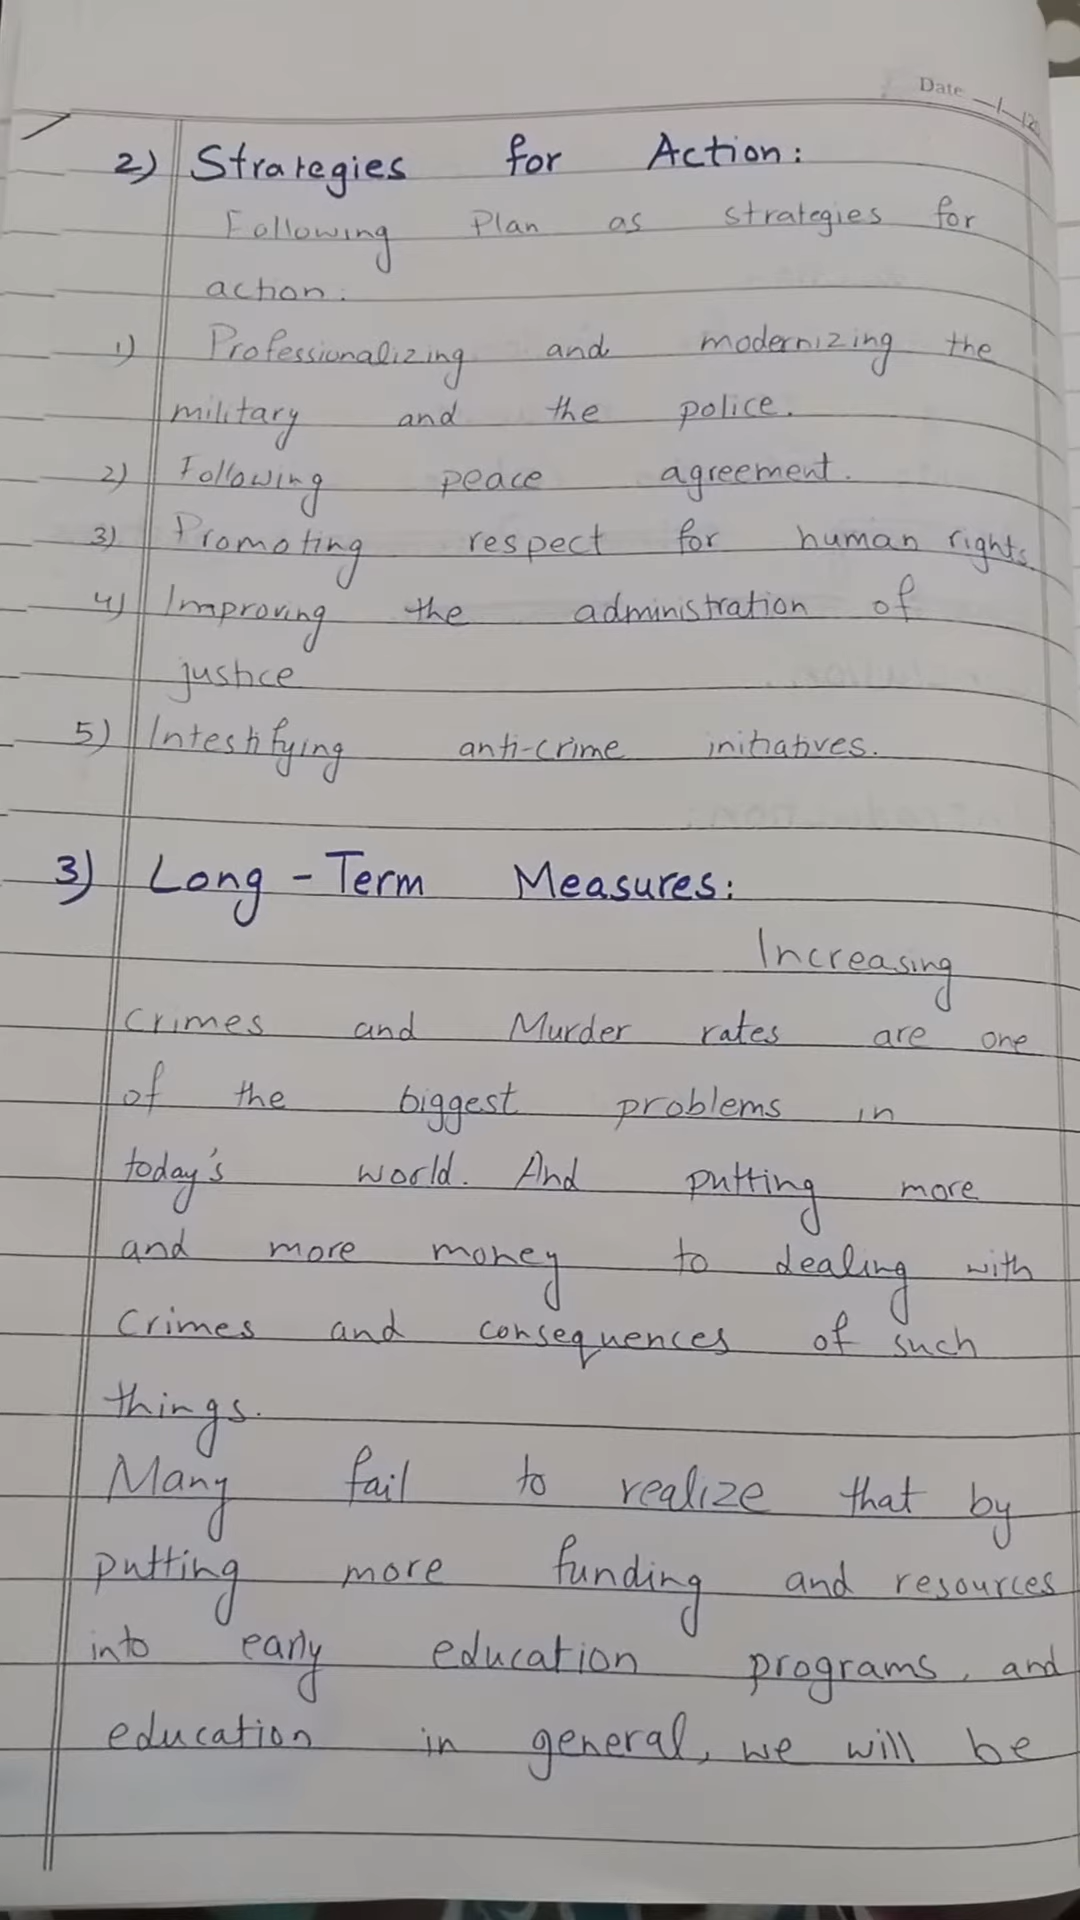 Date
2) Strategies for Action:
Following Plan as strategies for
action.
1) Professionalizing and modernizing the
military and the police.
2) Following peace agreement.
3) Promoting respect for human rights.
4) Improving the administration of
justice
5) Intestifying anti-crime initiatives.
3) Long-Term Measures:
Increasing
crimes and Murder rates are one
of the biggest problems in
today's world. And putting more
and more money to dealing with
crimes and consequences of such
things.
Many fail to realize that by
putting more funding and resources
into early education programs, and
education in general, we will be